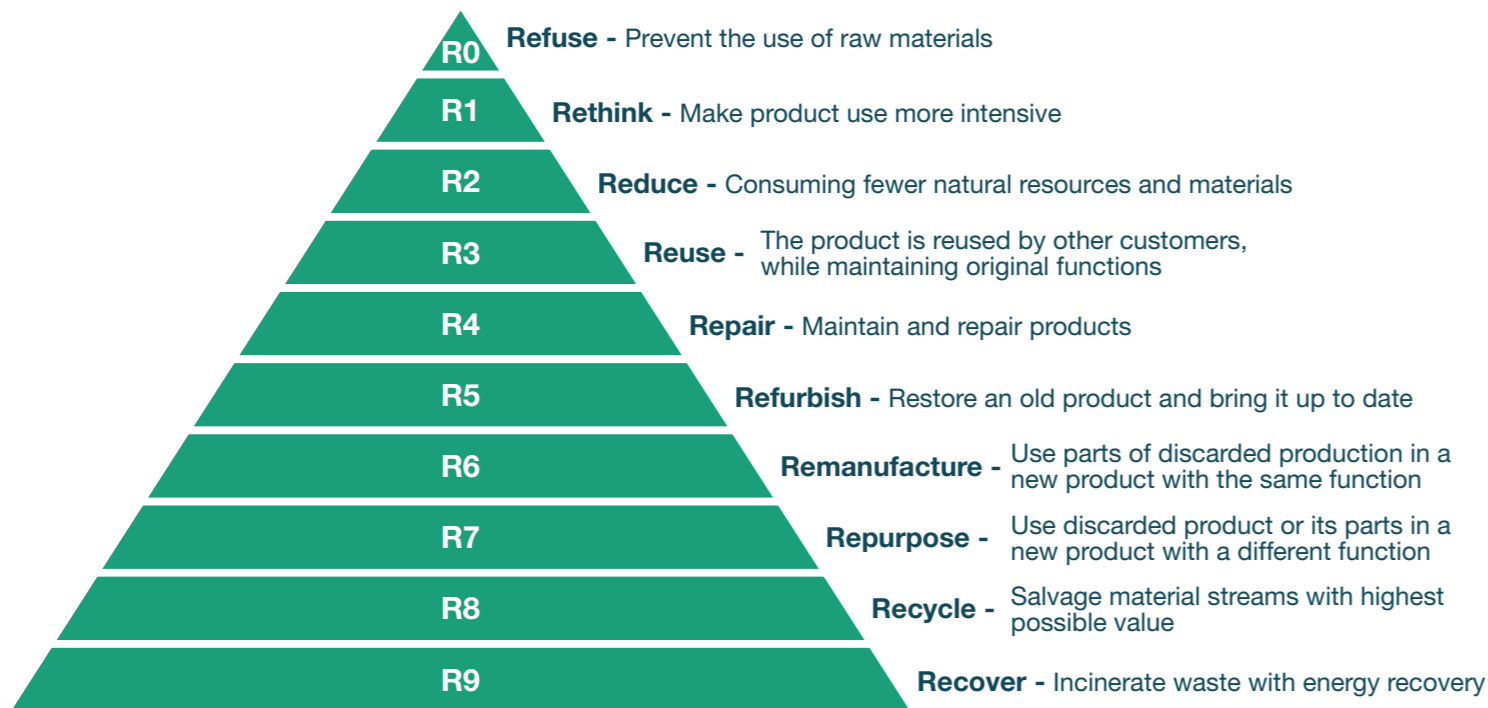 R0 Refuse - Prevent the use of raw materials
R1 Rethink - Make product use more intensive
R2 Reduce - Consuming fewer natural resources and materials
R3 Reuse - The product is reused by other customers,
while maintaining original functions
R4 Repair - Maintain and repair products
R5 Refurbish - Restore an old product and bring it up to date
R6 Remanufacture - Use parts of discarded production in a
new product with the same function
R7 Repurpose - Use discarded product or its parts in a
new product with a different function
R8 Recycle - Salvage material streams with highest
possible value
R9 Recover - Incinerate waste with energy recovery